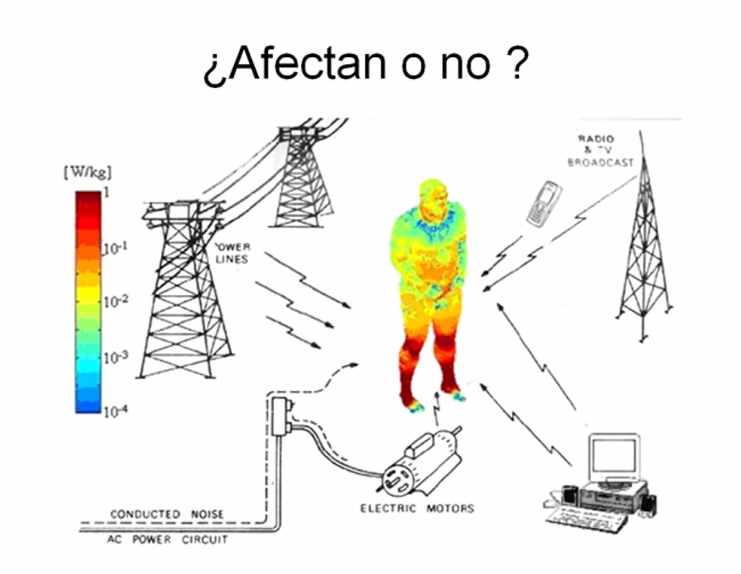 ¿Afectan o no ?
[W/kg]
1
10-1
10-2
10-3
10-4
OWER
LINES
RADIO
& TV
BROADCAST
ELECTRIC MOTORS
CONDUCTED NOISE
AC POWER CIRCUIT